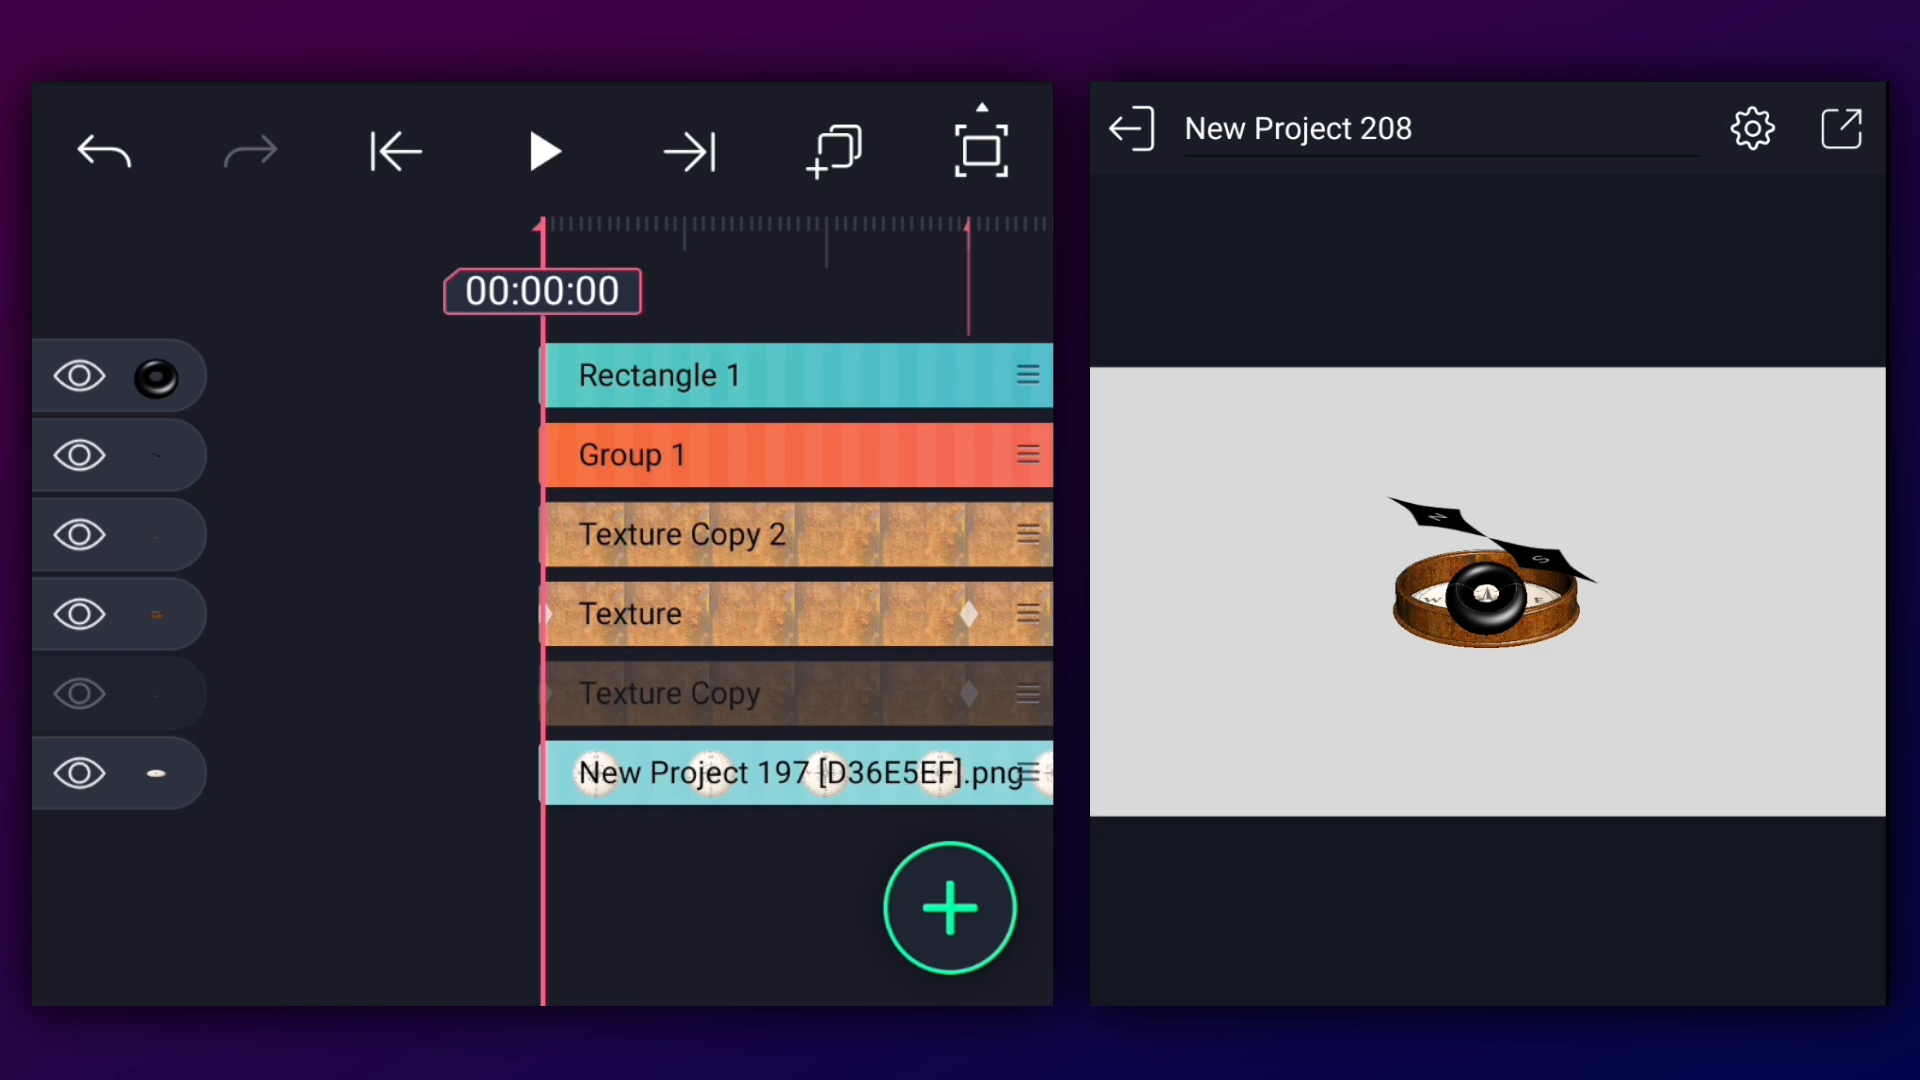 New Project 208
00:00:00
Rectangle 1
Group 1
Texture Copy 2
Texture
Texture Copy
New Project 197 [D36E5EF].png
N
S
W
E